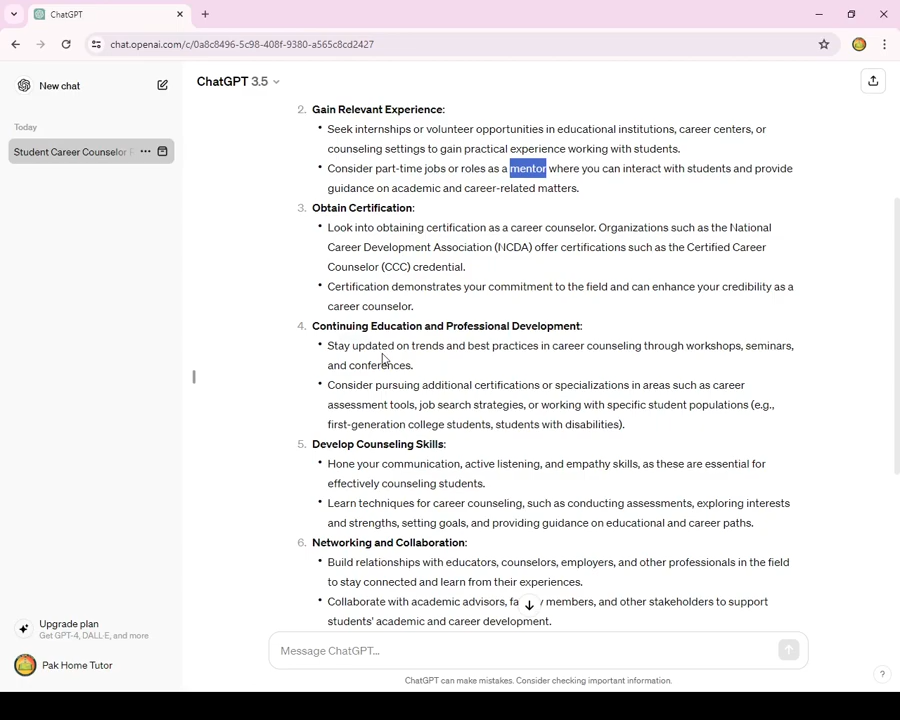 ChatGPT
chat.openai.com/c/0a8c8496-5c98-408f-9380-a565c8cd2427
New chat
ChatGPT 3.5
Today
Student Career Counselor
2. Gain Relevant Experience:
• Seek internships or volunteer opportunities in educational institutions, career centers, or
counseling settings to gain practical experience working with students.
• Consider part-time jobs or roles as a mentor where you can interact with students and provide
guidance on academic and career-related matters.
3. Obtain Certification:
• Look into obtaining certification as a career counselor. Organizations such as the National
Career Development Association (NCDA) offer certifications such as the Certified Career
Counselor (CCC) credential.
• Certification demonstrates your commitment to the field and can enhance your credibility as a
career counselor.
4. Continuing Education and Professional Development:
• Stay updated on trends and best practices in career counseling through workshops, seminars,
and conferences.
• Consider pursuing additional certifications or specializations in areas such as career
assessment tools, job search strategies, or working with specific student populations (e.g.,
first-generation college students, students with disabilities).
5. Develop Counseling Skills:
• Hone your communication, active listening, and empathy skills, as these are essential for
effectively counseling students.
• Learn techniques for career counseling, such as conducting assessments, exploring interests
and strengths, setting goals, and providing guidance on educational and career paths.
6. Networking and Collaboration:
• Build relationships with educators, counselors, employers, and other professionals in the field
to stay connected and learn from their experiences.
• Collaborate with academic advisors, members, and other stakeholders to support
students' academic and career development.
Upgrade plan
Get GPT-4, DALL·E, and more
Pak Home Tutor
Message ChatGPT...
ChatGPT can make mistakes. Consider checking important information.
?